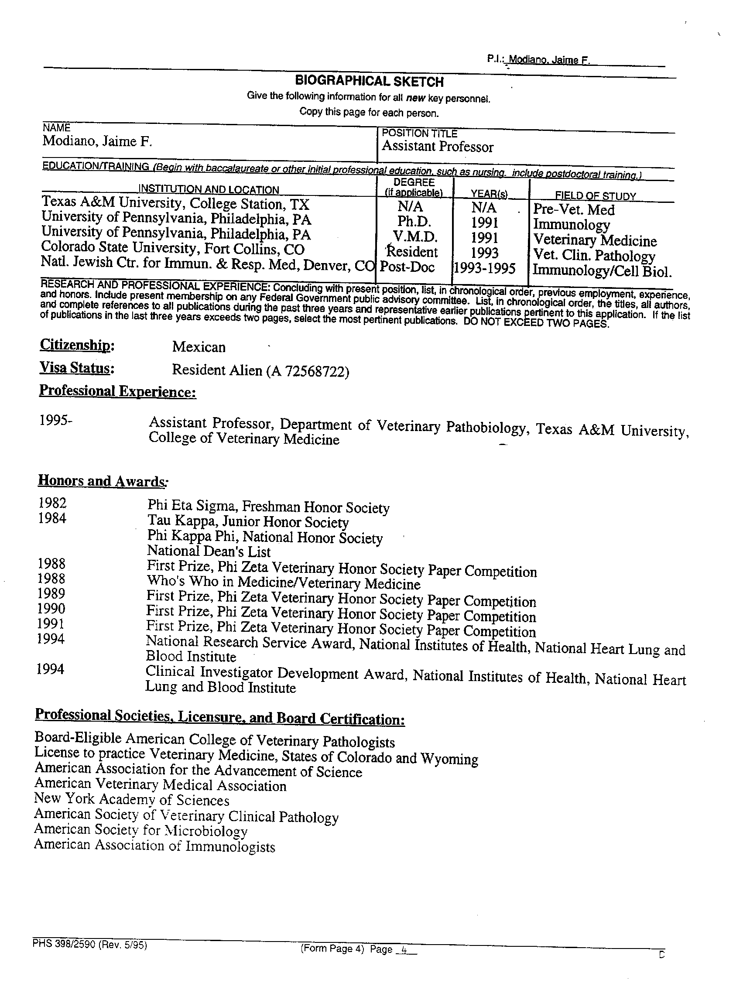 P.I.: Modiano, Jaime F.
BIOGRAPHICAL SKETCH
Give the following information for all new key personnel.
Copy this page for each person.
NAME
Modiano, Jaime F.
POSITION TITLE
Assistant Professor
EDUCATION/TRAINING (Begin with baccalaureate or other initial professional education, such as nursing, include postdoctoral training.)
INSTITUTION AND LOCATION DEGREE (if applicable) YEAR(s) FIELD OF STUDY
Texas A&M University, College Station, TX N/A N/A Pre-Vet. Med
University of Pennsylvania, Philadelphia, PA Ph.D. 1991 Immunology
University of Pennsylvania, Philadelphia, PA V.M.D. 1991 Veterinary Medicine
Colorado State University, Fort Collins, CO Resident 1993 Vet. Clin. Pathology
Natl. Jewish Ctr. for Immun. & Resp. Med, Denver, CO Post-Doc 1993-1995 Immunology/Cell Biol.
RESEARCH AND PROFESSIONAL EXPERIENCE: Concluding with present position, list, in chronological order, previous employment, experience,
and honors. Include present membership on any Federal Government public advisory committee. List, in chronological order, the titles, all authors,
and complete references to all publications during the past three years and representative earlier publications pertinent to this application. If the list
of publications in the last three years exceeds two pages, select the most pertinent publications. DO NOT EXCEED TWO PAGES.
Citizenship: Mexican
Visa Status: Resident Alien (A 72568722)
Professional Experience:
1995- Assistant Professor, Department of Veterinary Pathobiology, Texas A&M University,
College of Veterinary Medicine
Honors and Awards:
1982 Phi Eta Sigma, Freshman Honor Society
1984 Tau Kappa, Junior Honor Society
Phi Kappa Phi, National Honor Society
National Dean's List
1988 First Prize, Phi Zeta Veterinary Honor Society Paper Competition
1988 Who's Who in Medicine/Veterinary Medicine
1989 First Prize, Phi Zeta Veterinary Honor Society Paper Competition
1990 First Prize, Phi Zeta Veterinary Honor Society Paper Competition
1991 First Prize, Phi Zeta Veterinary Honor Society Paper Competition
1994 National Research Service Award, National Institutes of Health, National Heart Lung and
Blood Institute
1994 Clinical Investigator Development Award, National Institutes of Health, National Heart
Lung and Blood Institute
Professional Societies, Licensure, and Board Certification:
Board-Eligible American College of Veterinary Pathologists
License to practice Veterinary Medicine, States of Colorado and Wyoming
American Association for the Advancement of Science
American Veterinary Medical Association
New York Academy of Sciences
American Society of Veterinary Clinical Pathology
American Society for Microbiology
American Association of Immunologists
PHS 398/2590 (Rev. 5/95) (Form Page 4) Page 4